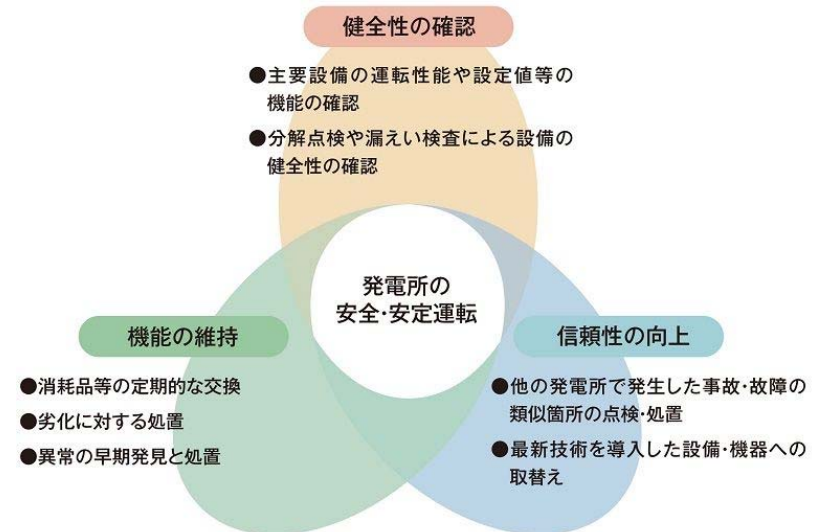 健全性の確認
●主要設備の運転性能や設定値等の
機能の確認
●分解点検や漏えい検査による設備の
健全性の確認
発電所の
安全・安定運転
機能の維持
●消耗品等の定期的な交換
●劣化に対する処置
●異常の早期発見と処置
信頼性の向上
●他の発電所で発生した事故・故障の
類似箇所の点検・処置
●最新技術を導入した設備・機器への
取替え